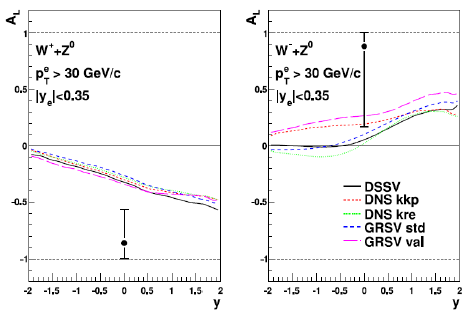 A_L
A_L
1
W⁺+Z⁰
p_T^e > 30 GeV/c
|y_e|<0.35
0.5
0
-0.5
-1
-2 -1.5 -1 -0.5 0 0.5 1 1.5 2
y
1
W⁻+Z⁰
p_T^e > 30 GeV/c
|y_e|<0.35
0.5
0
-0.5
-1
DSSV
DNS kkp
DNS kre
GRSV std
GRSV val
-2 -1.5 -1 -0.5 0 0.5 1 1.5 2
y